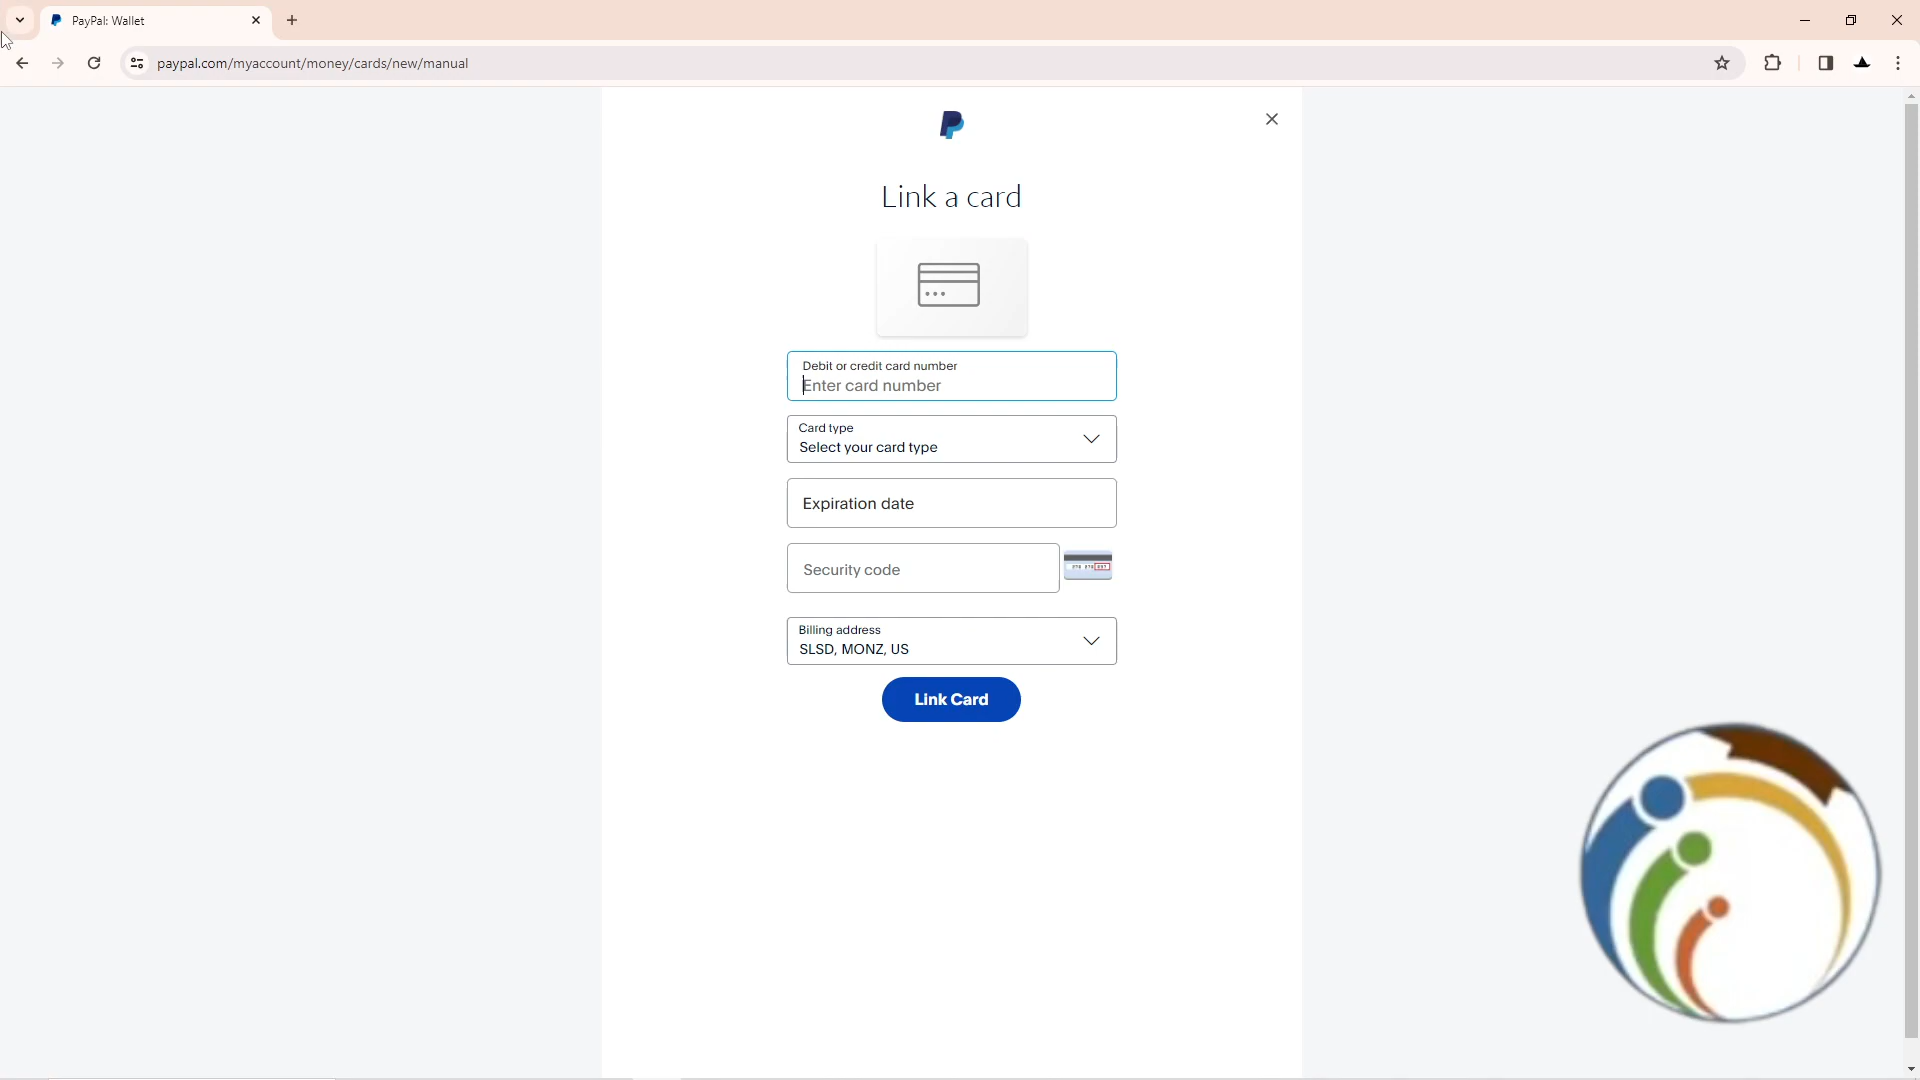 PayPal: Wallet
paypal.com/myaccount/money/cards/new/manual
Link a card
Debit or credit card number
Enter card number
Card type
Select your card type
Expiration date
Security code
Billing address
SLSD, MONZ, US
Link Card